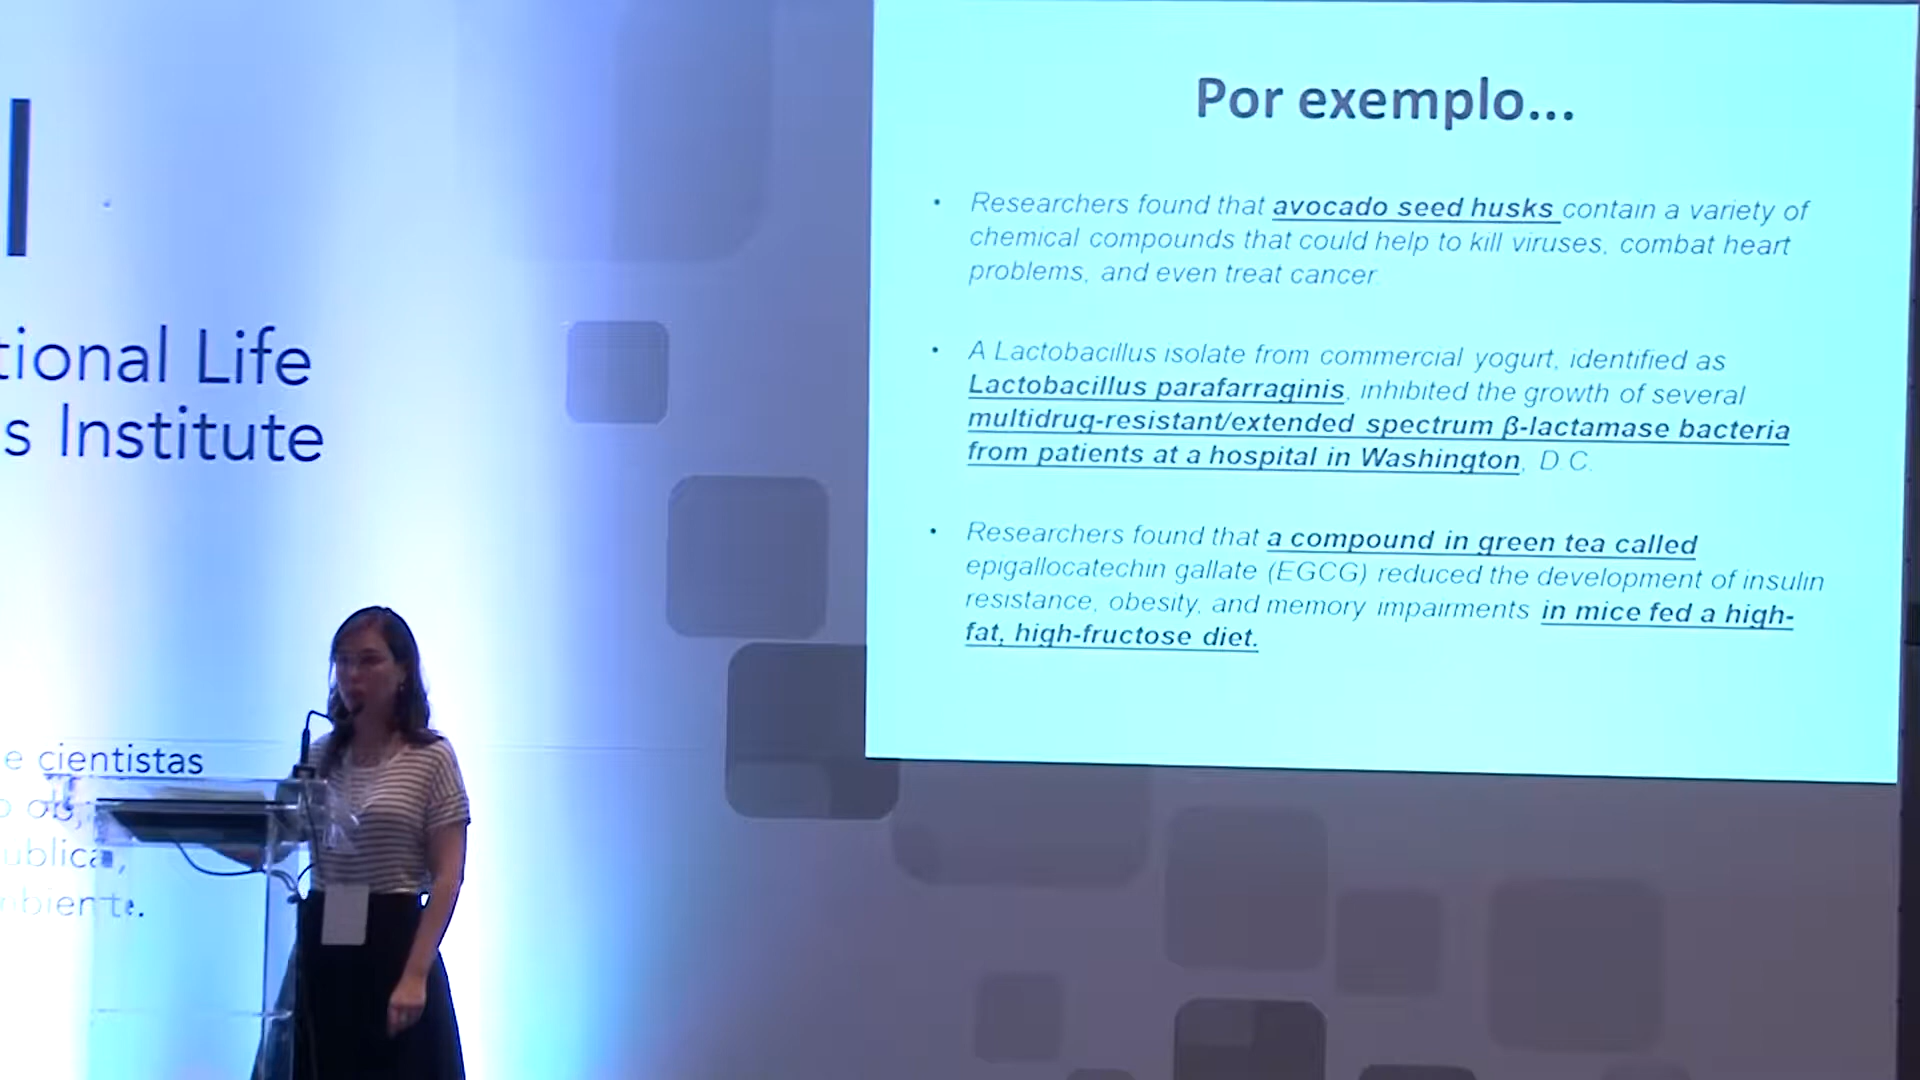 tional Life
s Institute
e cientistas
ública,
mbiente.
Por exemplo...
• Researchers found that avocado seed husks contain a variety of
chemical compounds that could help to kill viruses, combat heart
problems, and even treat cancer.
• A Lactobacillus isolate from commercial yogurt, identified as
Lactobacillus parafarraginis, inhibited the growth of several
multidrug-resistant/extended spectrum β-lactamase bacteria
from patients at a hospital in Washington, D.C.
• Researchers found that a compound in green tea called
epigallocatechin gallate (EGCG) reduced the development of insulin
resistance, obesity, and memory impairments in mice fed a high-
fat, high-fructose diet.